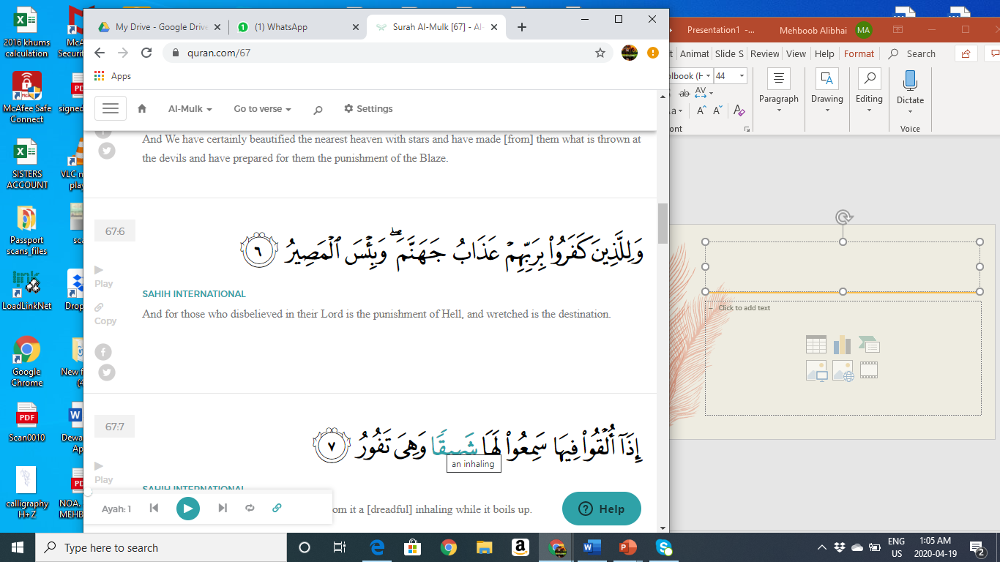 2016 khums
calculation
McA
Securit
McAfee Safe
Connect
PDF
signed
SISTERS
ACCOUNT
VLC m
play
Passport
scans_files
sca
link
LoadLinkNet
Drop
Google
Chrome
New f
(4
PDF
Scan0010
W
Dewa
Ap
calligraphy
H+Z
PDF
NOA.
MEHB
My Drive - Google Drive
(1) WhatsApp
Surah Al-Mulk [67] - Al-
quran.com/67
Apps
Al-Mulk
Go to verse
Settings
And We have certainly beautified the nearest heaven with stars and have made [from] them what is thrown at
the devils and have prepared for them the punishment of the Blaze.
67:6
وَلِلَّذِينَ كَفَرُوا۟ بِرَبِّهِمْ عَذَابُ جَهَنَّمَ ۖ وَبِئْسَ ٱلْمَصِيرُ ٦
Play
SAHIH INTERNATIONAL
Copy
And for those who disbelieved in their Lord is the punishment of Hell, and wretched is the destination.
67:7
إِذَآ أُلْقُوا۟ فِيهَا سَمِعُوا۟ لَهَا شَهِيقًا وَهِىَ تَفُورُ ٧
an inhaling
Play
SAHIH INTERNATIONAL
om it a [dreadful] inhaling while it boils up.
Ayah: 1
Help
Presentation1 -...
Mehboob Alibhai
MA
t Animat Slide S Review View Help Format Search
olbook (H 44
ab AV
Aa A A A
Paragraph
Drawing
Editing
Dictate
ont
Voice
– Click to add text
Type here to search
ENG
US
1:05 AM
2020-04-19
2